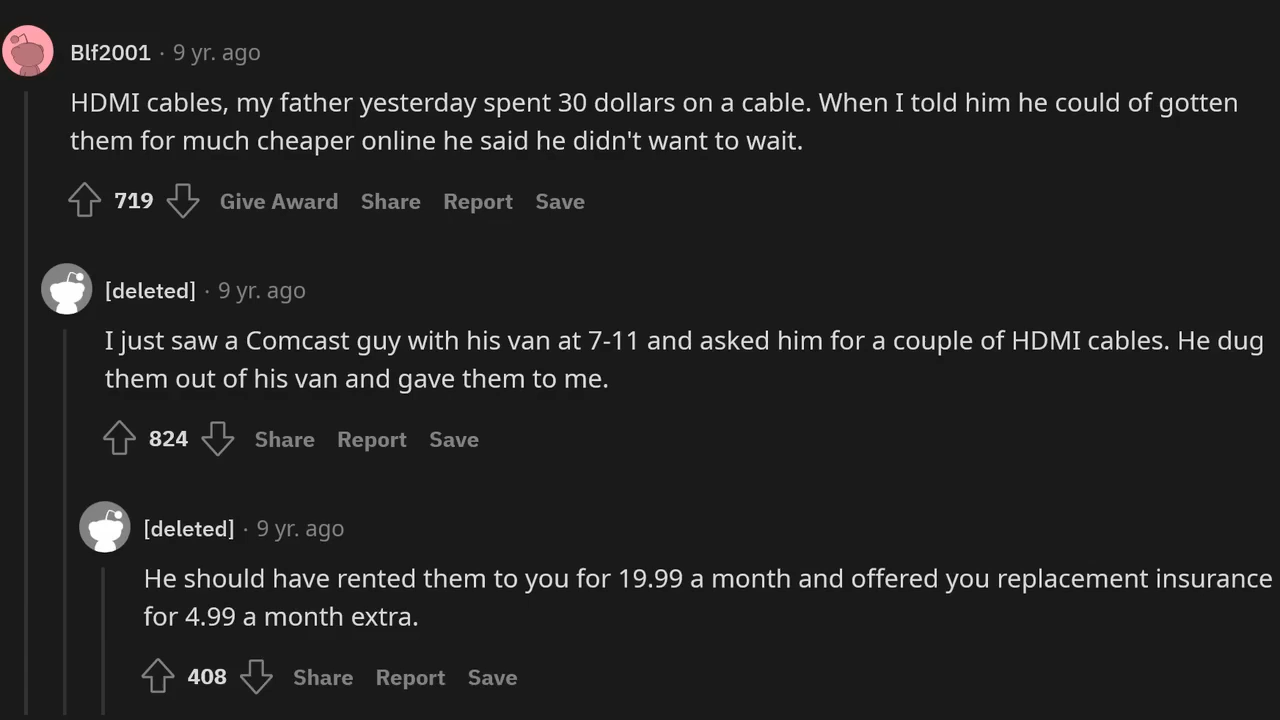 Blf2001 · 9 yr. ago
HDMI cables, my father yesterday spent 30 dollars on a cable. When I told him he could of gotten
them for much cheaper online he said he didn't want to wait.
719 Give Award Share Report Save
[deleted] · 9 yr. ago
I just saw a Comcast guy with his van at 7-11 and asked him for a couple of HDMI cables. He dug
them out of his van and gave them to me.
824 Share Report Save
[deleted] · 9 yr. ago
He should have rented them to you for 19.99 a month and offered you replacement insurance
for 4.99 a month extra.
408 Share Report Save